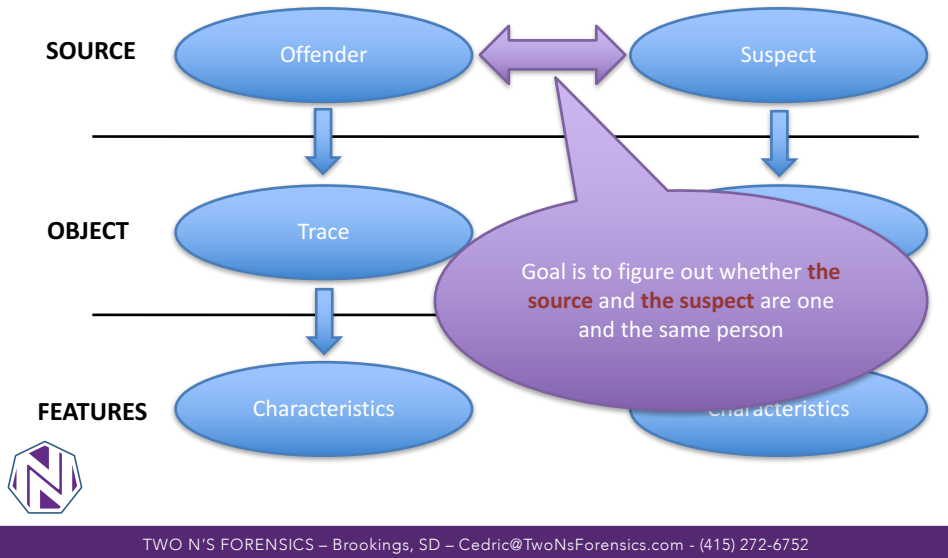 SOURCE
Offender
Suspect
OBJECT
Trace
Goal is to figure out whether the
source and the suspect are one
and the same person
FEATURES
Characteristics
Characteristics
TWO N'S FORENSICS – Brookings, SD – Cedric@TwoNsForensics.com - (415) 272-6752